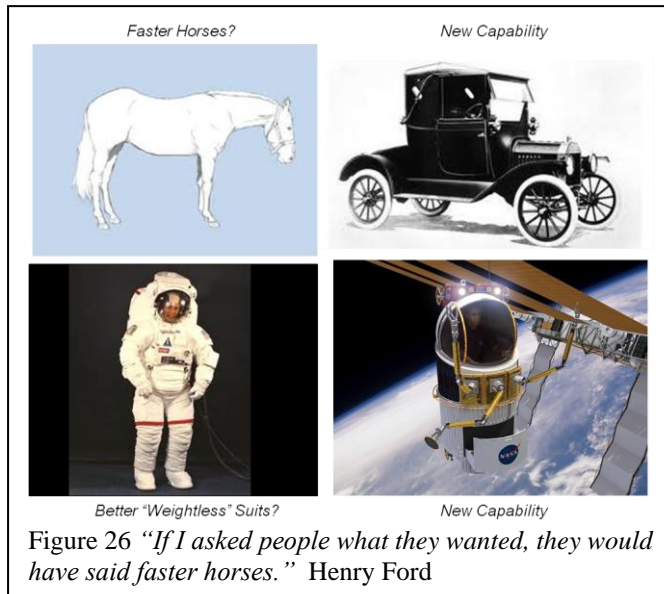 Faster Horses?
New Capability
NASA
Better "Weightless" Suits?
New Capability
Figure 26 “If I asked people what they wanted, they would
have said faster horses.”  Henry Ford